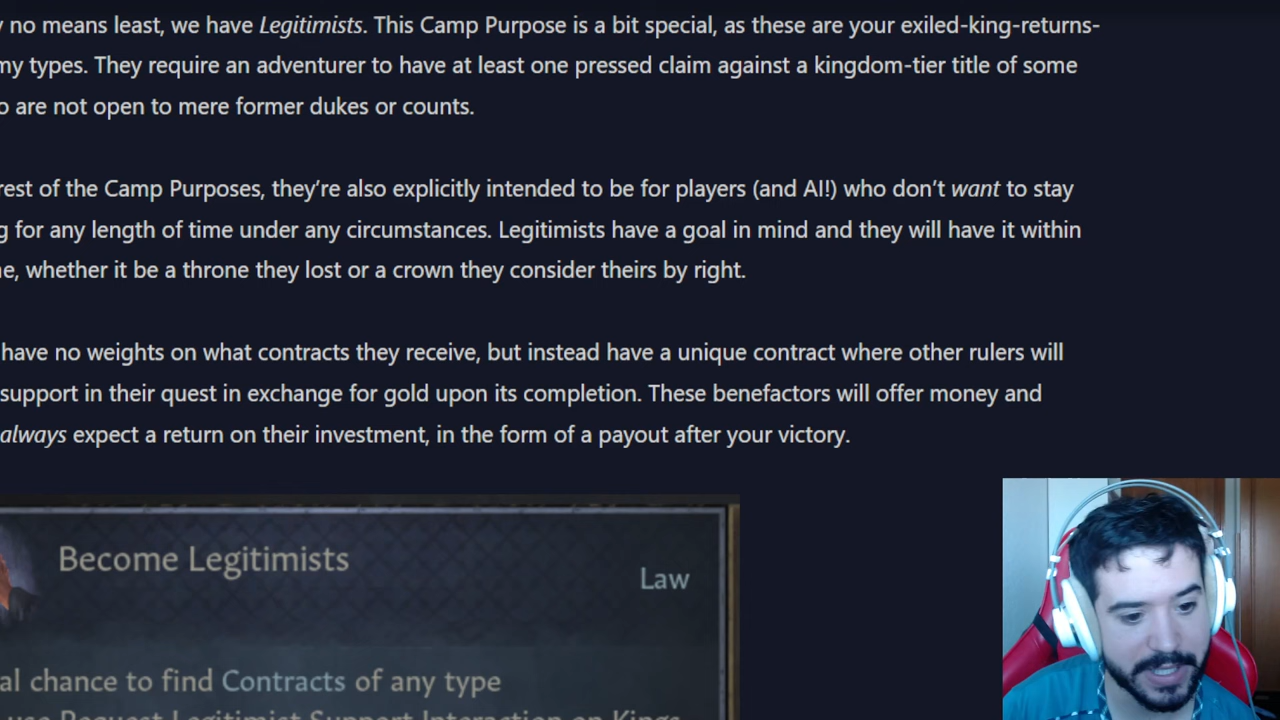 no means least, we have Legitimists. This Camp Purpose is a bit special, as these are your exiled-king-returns-
my types. They require an adventurer to have at least one pressed claim against a kingdom-tier title of some
o are not open to mere former dukes or counts.
rest of the Camp Purposes, they're also explicitly intended to be for players (and AI!) who don't want to stay
g for any length of time under any circumstances. Legitimists have a goal in mind and they will have it within
e, whether it be a throne they lost or a crown they consider theirs by right.
have no weights on what contracts they receive, but instead have a unique contract where other rulers will
support in their quest in exchange for gold upon its completion. These benefactors will offer money and
always expect a return on their investment, in the form of a payout after your victory.
Become Legitimists
Law
al chance to find Contracts of any type
use Request Legitimist Support Interaction on Kings